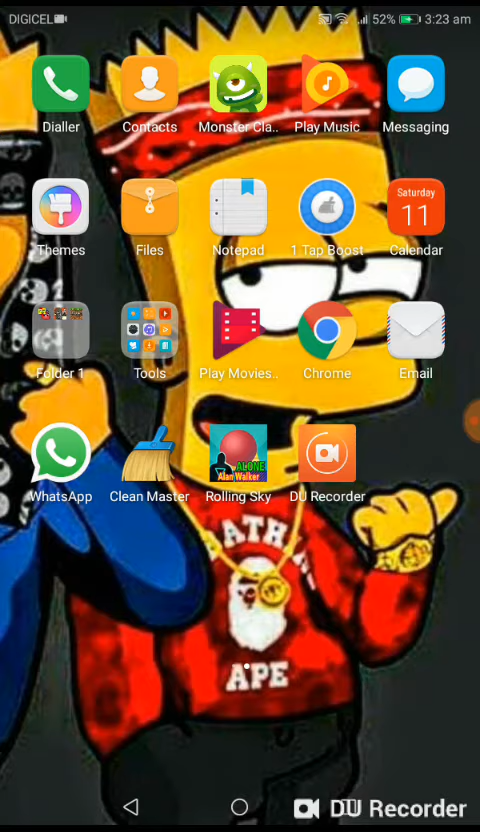 DIGICEL 52% 3:23 am
Dialler Contacts Monster Cla.. Play Music Messaging
Saturday
11
Themes Files Notepad 1 Tap Boost Calendar
Folder 1 Tools Play Movies.. Chrome Email
ALONE
Alan Walker
WhatsApp Clean Master Rolling Sky DU Recorder
APE
DU Recorder